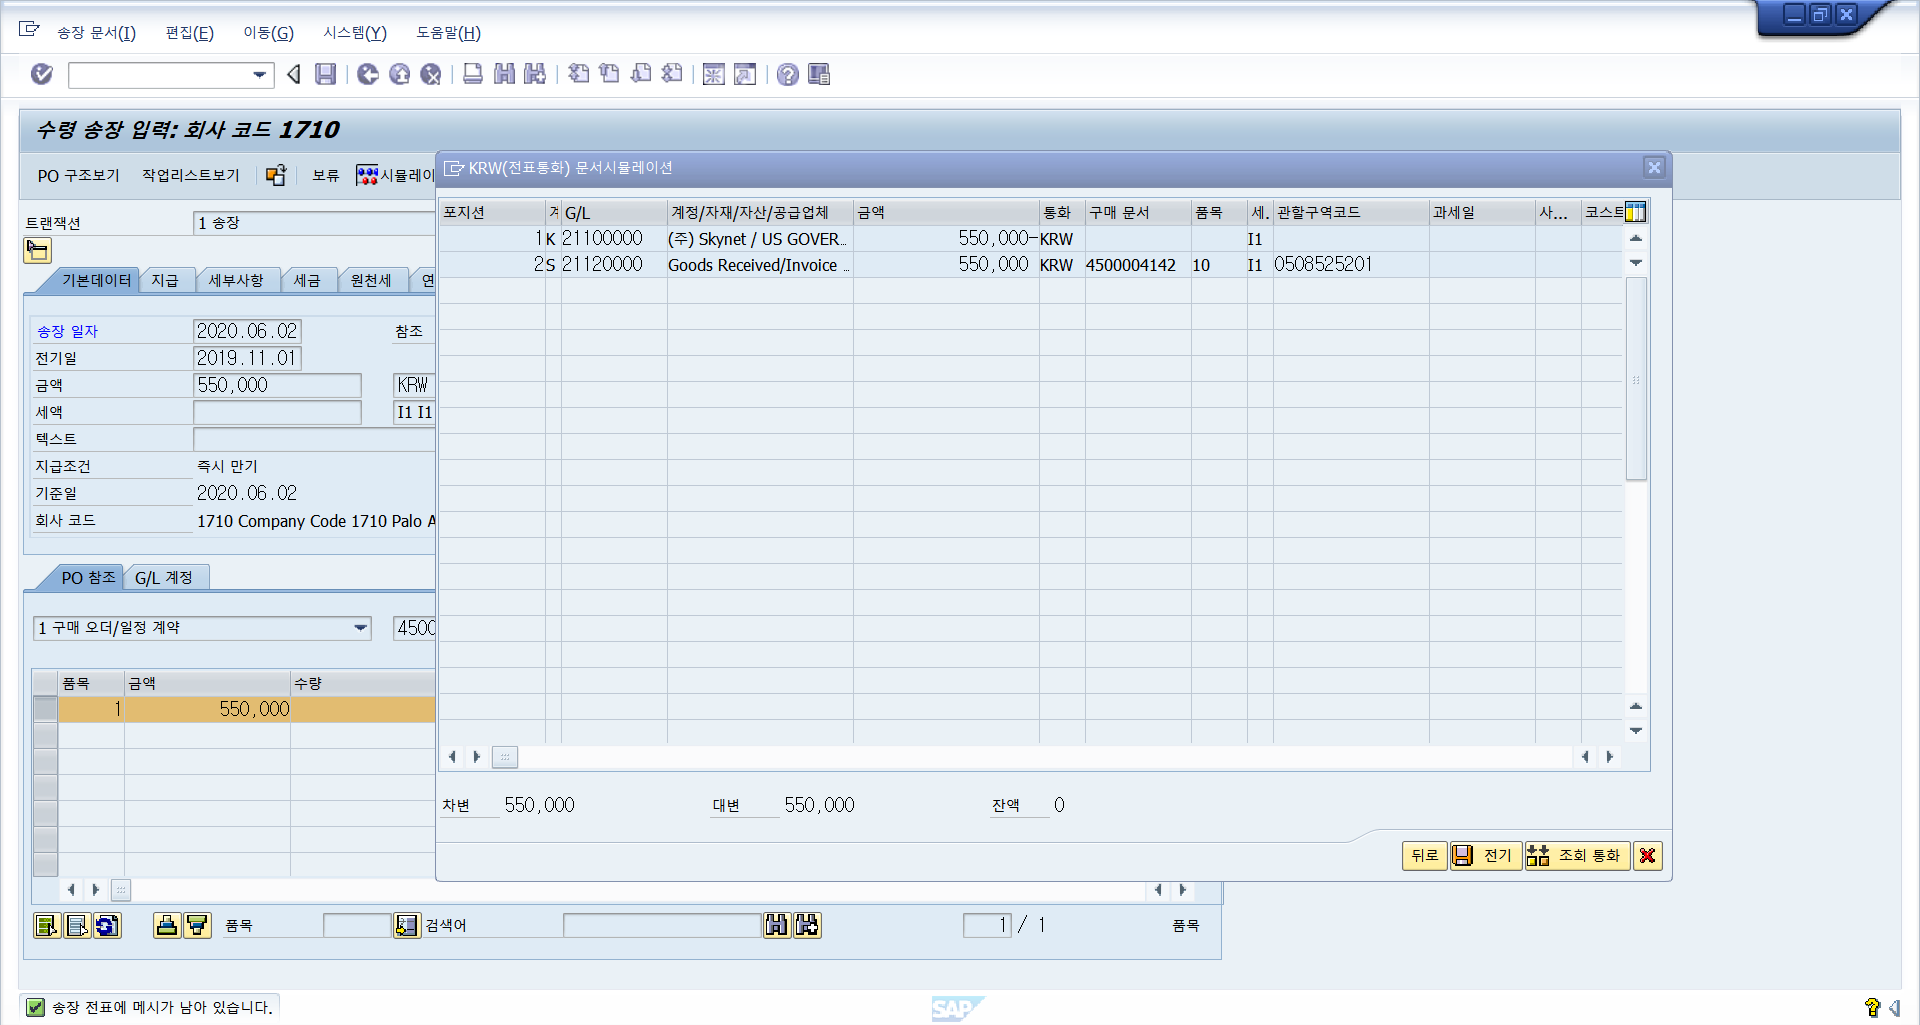 송장 문서(I) 편집(E) 이동(G) 시스템(Y) 도움말(H)
수령 송장 입력: 회사 코드 1710
PO 구조보기 작업리스트보기 보류 시뮬레이
트랜잭션 1 송장
기본데이터 지급 세부사항 세금 원천세 연
송장 일자 2020.06.02 참조
전기일 2019.11.01
금액 550,000 KRW
세액 I1 I1
텍스트
지급조건 즉시 만기
기준일 2020.06.02
회사 코드 1710 Company Code 1710 Palo A
PO 참조 G/L 계정
1 구매 오더/일정 계약 4500
품목 금액 수량
1 550,000
품목 검색어 1 / 1 품목
KRW(전표통화) 문서시뮬레이션
포지션 계 G/L 계정/자재/자산/공급업체 금액 통화 구매 문서 품목 세. 관할구역코드 과세일 사... 코스트
1 K 21100000 (주) Skynet / US GOVER... 550,000- KRW I1
2 S 21120000 Goods Received/Invoice ... 550,000 KRW 4500004142 10 I1 0508525201
차변 550,000 대변 550,000 잔액 0
뒤로 전기 조회 통화
송장 전표에 메시가 남아 있습니다.
SAP